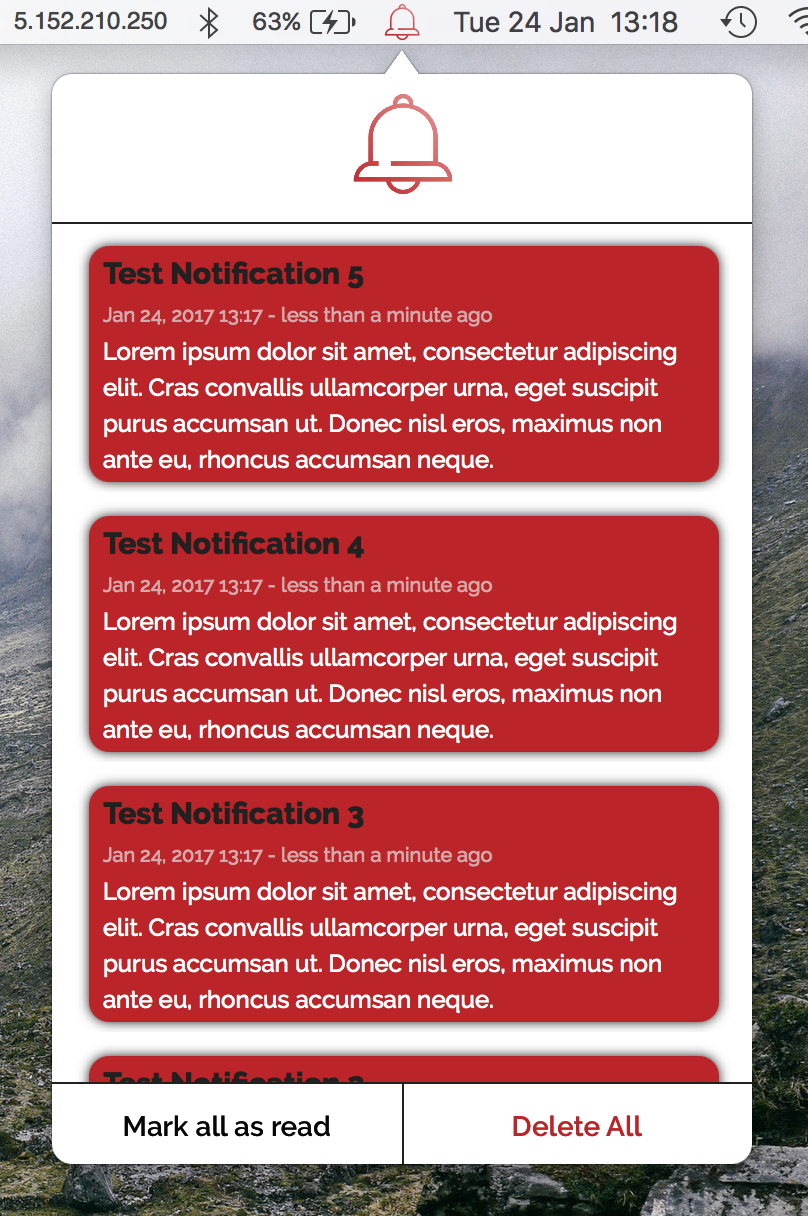 5.152.210.250 63% Tue 24 Jan 13:18
Test Notification 5
Jan 24, 2017 13:17 - less than a minute ago
Lorem ipsum dolor sit amet, consectetur adipiscing
elit. Cras convallis ullamcorper urna, eget suscipit
purus accumsan ut. Donec nisl eros, maximus non
ante eu, rhoncus accumsan neque.
Test Notification 4
Jan 24, 2017 13:17 - less than a minute ago
Lorem ipsum dolor sit amet, consectetur adipiscing
elit. Cras convallis ullamcorper urna, eget suscipit
purus accumsan ut. Donec nisl eros, maximus non
ante eu, rhoncus accumsan neque.
Test Notification 3
Jan 24, 2017 13:17 - less than a minute ago
Lorem ipsum dolor sit amet, consectetur adipiscing
elit. Cras convallis ullamcorper urna, eget suscipit
purus accumsan ut. Donec nisl eros, maximus non
ante eu, rhoncus accumsan neque.
Test Notification 2
Mark all as read Delete All